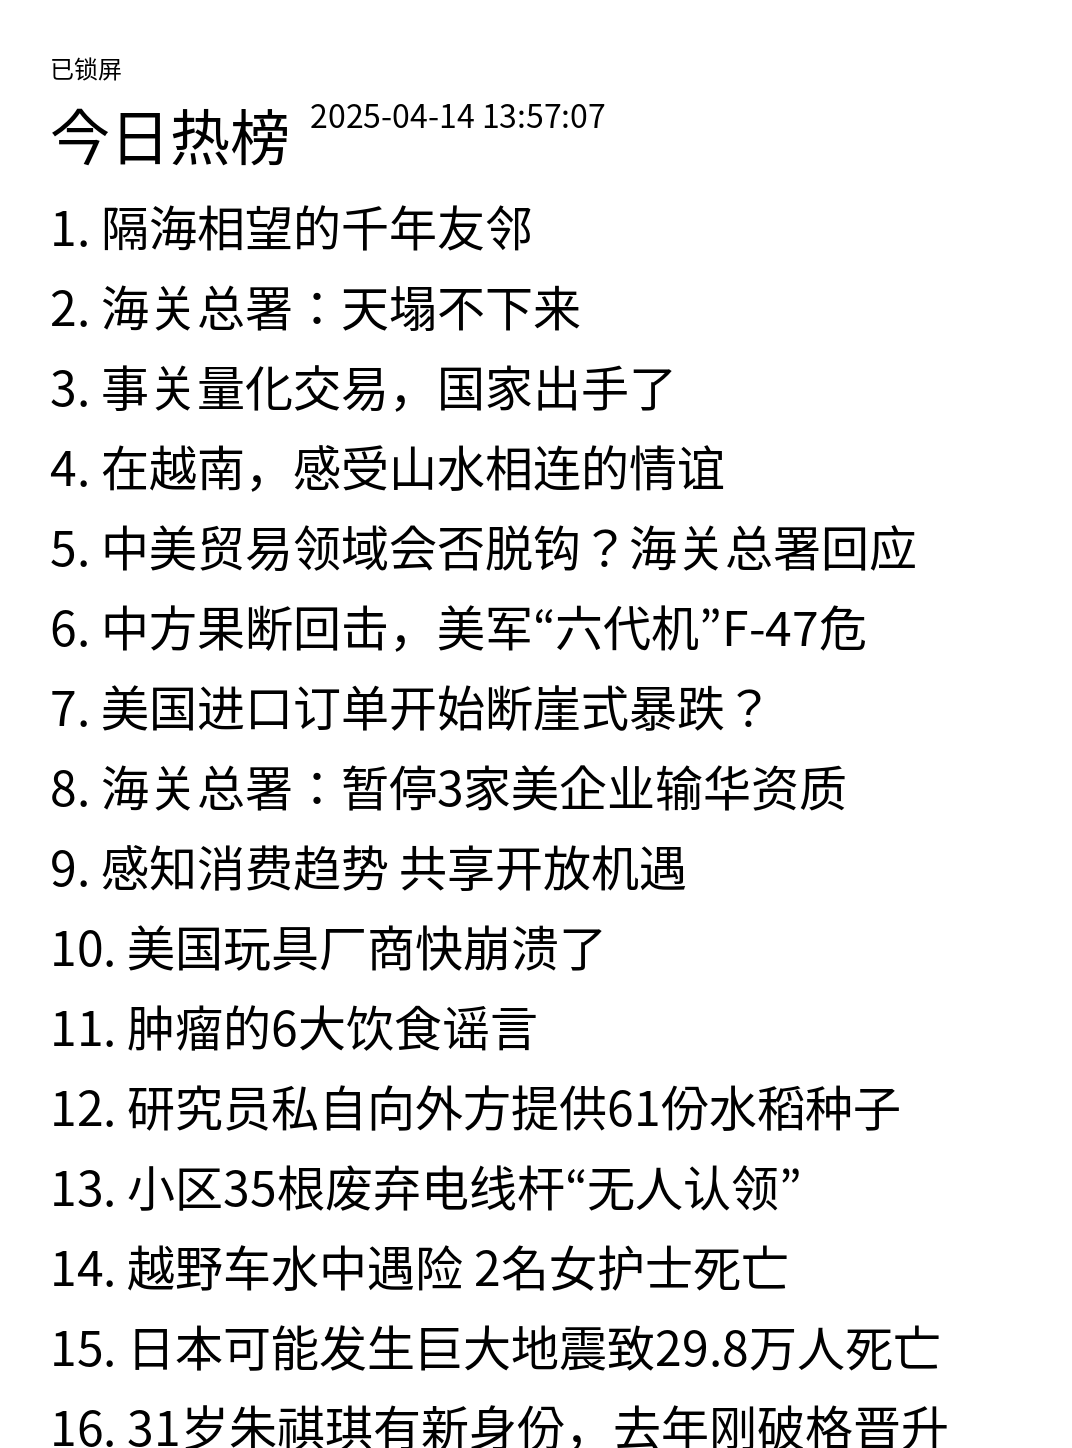 已锁屏
今日热榜 2025-04-14 13:57:07
1. 隔海相望的千年友邻
2. 海关总署：天塌不下来
3. 事关量化交易，国家出手了
4. 在越南，感受山水相连的情谊
5. 中美贸易领域会否脱钩？海关总署回应
6. 中方果断回击，美军“六代机”F-47危
7. 美国进口订单开始断崖式暴跌？
8. 海关总署：暂停3家美企业输华资质
9. 感知消费趋势 共享开放机遇
10. 美国玩具厂商快崩溃了
11. 肿瘤的6大饮食谣言
12. 研究员私自向外方提供61份水稻种子
13. 小区35根废弃电线杆“无人认领”
14. 越野车水中遇险 2名女护士死亡
15. 日本可能发生巨大地震致29.8万人死亡
16. 31岁朱祺琪有新身份，去年刚破格晋升